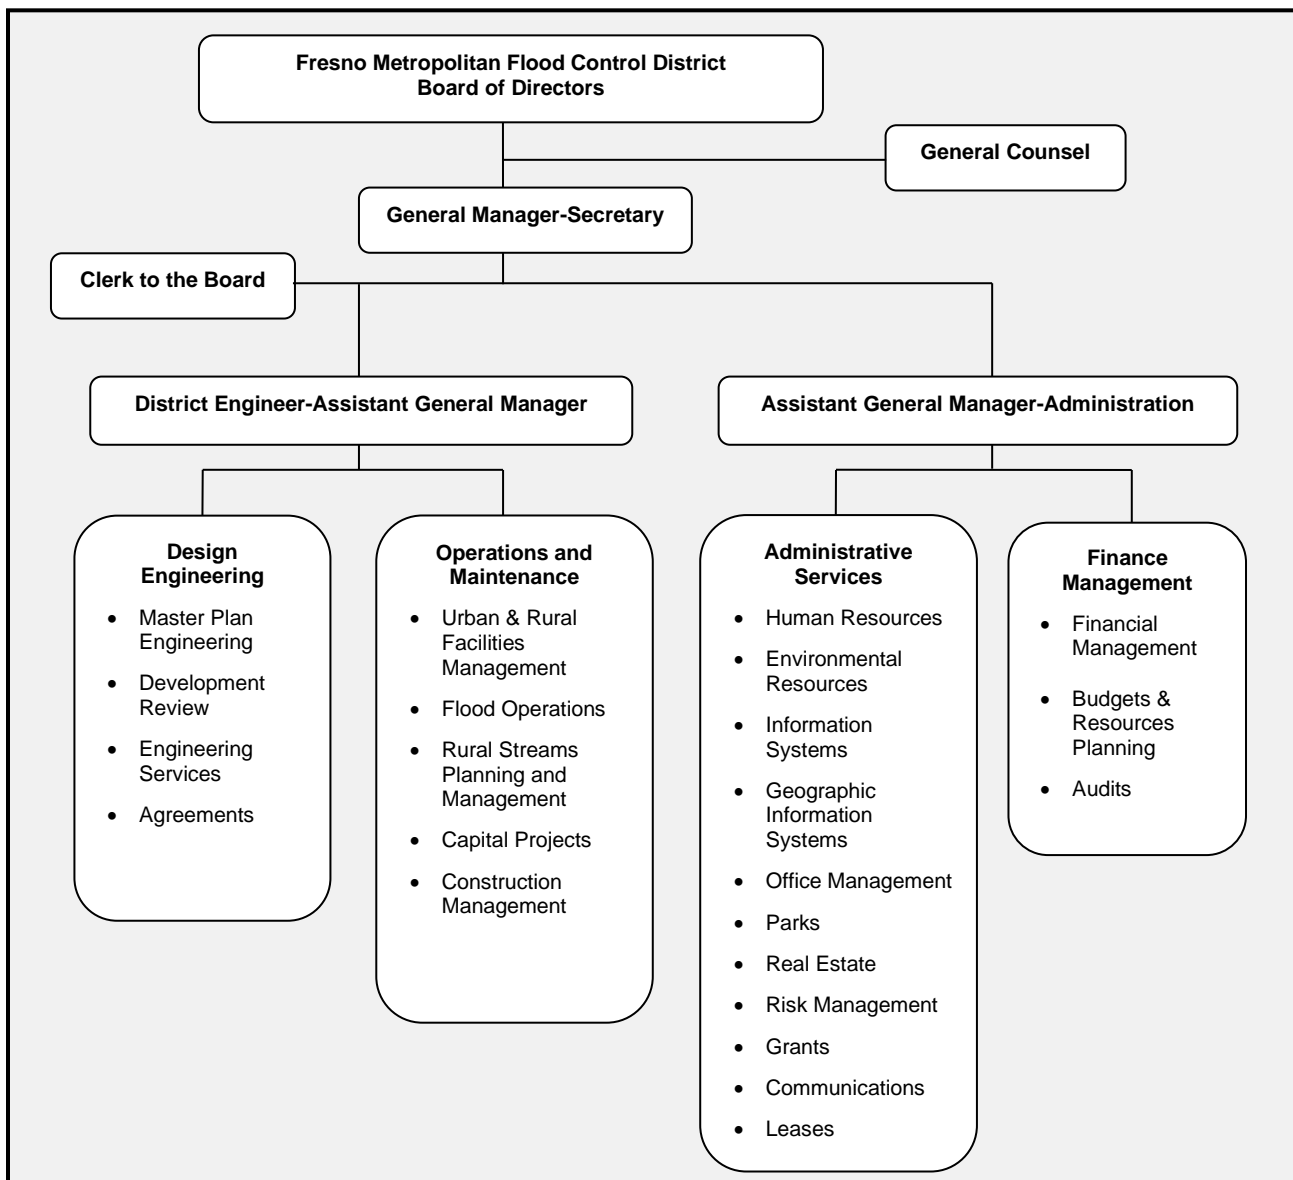 Fresno Metropolitan Flood Control District
Board of Directors
General Counsel
General Manager-Secretary
Clerk to the Board
District Engineer-Assistant General Manager
Assistant General Manager-Administration
Design
Engineering
• Master Plan
Engineering
• Development
Review
• Engineering
Services
• Agreements
Operations and
Maintenance
• Urban & Rural
Facilities
Management
• Flood Operations
• Rural Streams
Planning and
Management
• Capital Projects
• Construction
Management
Administrative
Services
• Human Resources
• Environmental
Resources
• Information
Systems
• Geographic
Information
Systems
• Office Management
• Parks
• Real Estate
• Risk Management
• Grants
• Communications
• Leases
Finance
Management
• Financial
Management
• Budgets &
Resources
Planning
• Audits